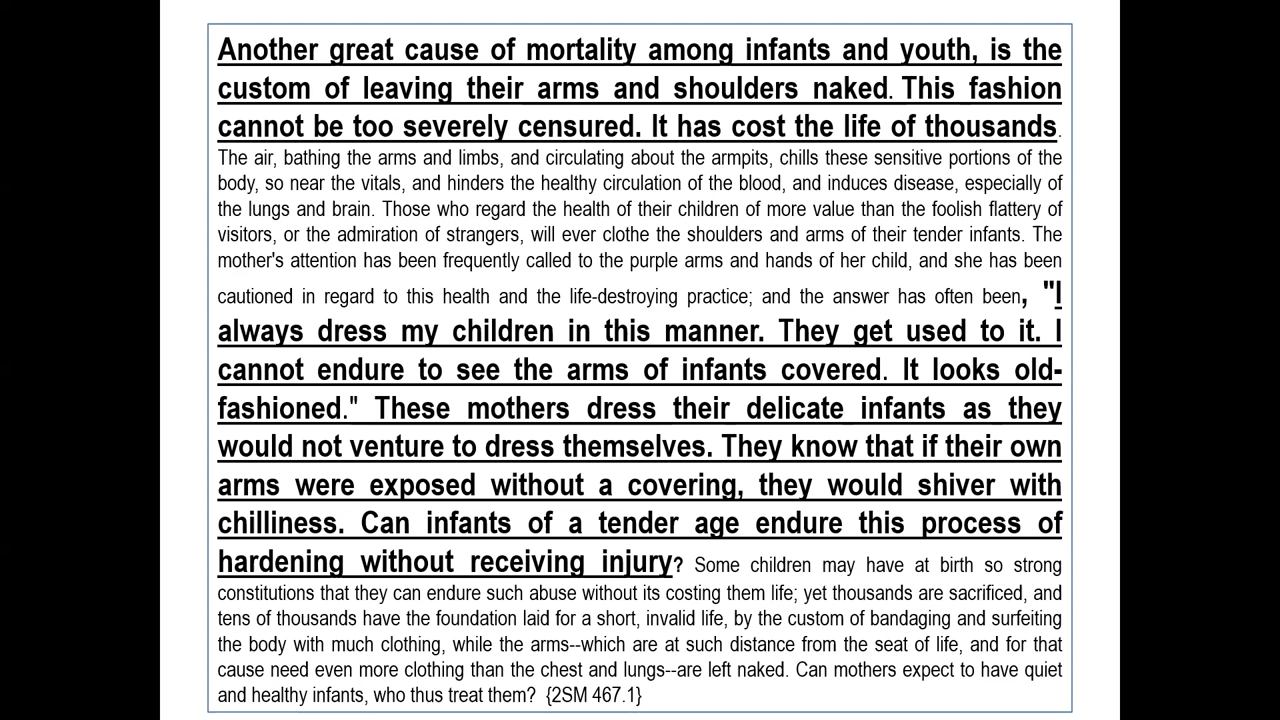 Another great cause of mortality among infants and youth, is the
custom of leaving their arms and shoulders naked. This fashion
cannot be too severely censured. It has cost the life of thousands.
The air, bathing the arms and limbs, and circulating about the armpits, chills these sensitive portions of the
body, so near the vitals, and hinders the healthy circulation of the blood, and induces disease, especially of
the lungs and brain. Those who regard the health of their children of more value than the foolish flattery of
visitors, or the admiration of strangers, will ever clothe the shoulders and arms of their tender infants. The
mother's attention has been frequently called to the purple arms and hands of her child, and she has been
cautioned in regard to this health and the life-destroying practice; and the answer has often been, "I
always dress my children in this manner. They get used to it. I
cannot endure to see the arms of infants covered. It looks old-
fashioned." These mothers dress their delicate infants as they
would not venture to dress themselves. They know that if their own
arms were exposed without a covering, they would shiver with
chilliness. Can infants of a tender age endure this process of
hardening without receiving injury? Some children may have at birth so strong
constitutions that they can endure such abuse without its costing them life; yet thousands are sacrificed, and
tens of thousands have the foundation laid for a short, invalid life, by the custom of bandaging and surfeiting
the body with much clothing, while the arms--which are at such distance from the seat of life, and for that
cause need even more clothing than the chest and lungs--are left naked. Can mothers expect to have quiet
and healthy infants, who thus treat them? {2SM 467.1}